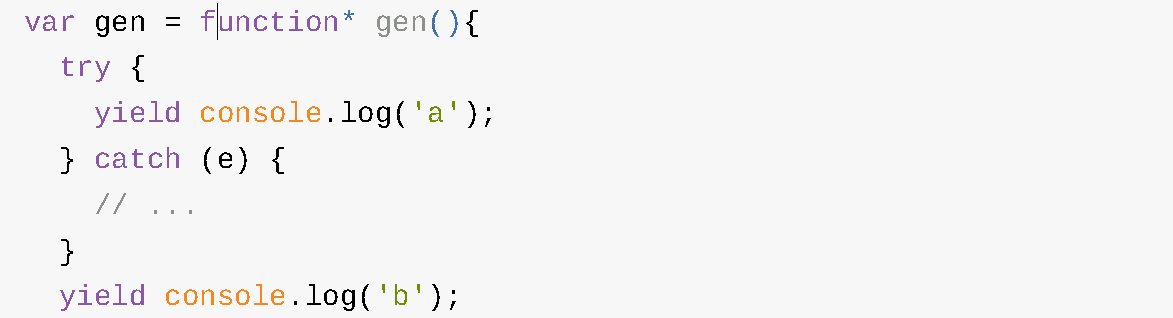 var gen = function* gen(){
  try {
    yield console.log('a');
  } catch (e) {
    // ...
  }
  yield console.log('b');